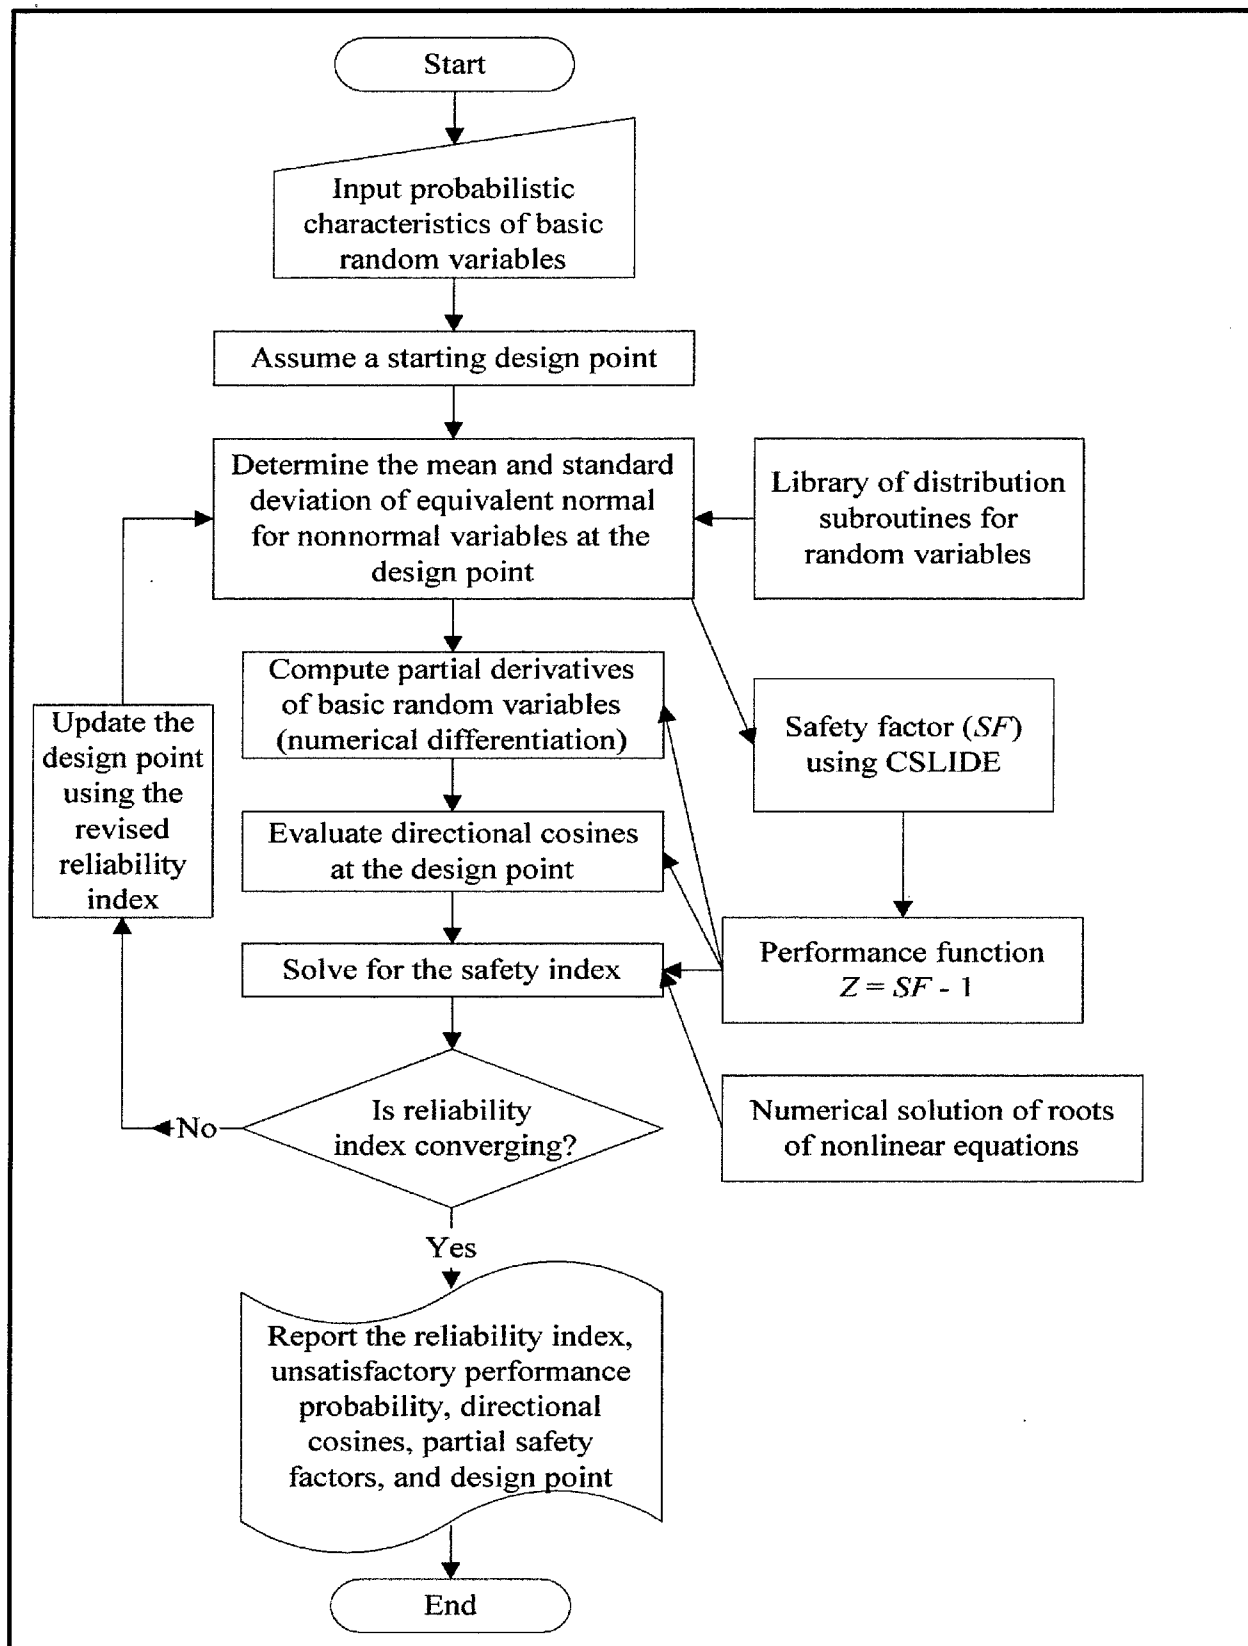 Start
Input probabilistic
characteristics of basic
random variables
Assume a starting design point
Determine the mean and standard
deviation of equivalent normal
for nonnormal variables at the
design point
Library of distribution
subroutines for
random variables
Compute partial derivatives
of basic random variables
(numerical differentiation)
Safety factor (SF)
using CSLIDE
Update the
design point
using the
revised
reliability
index
Evaluate directional cosines
at the design point
Solve for the safety index
Performance function
Z = SF - 1
Is reliability
index converging?
No
Numerical solution of roots
of nonlinear equations
Yes
Report the reliability index,
unsatisfactory performance
probability, directional
cosines, partial safety
factors, and design point
End